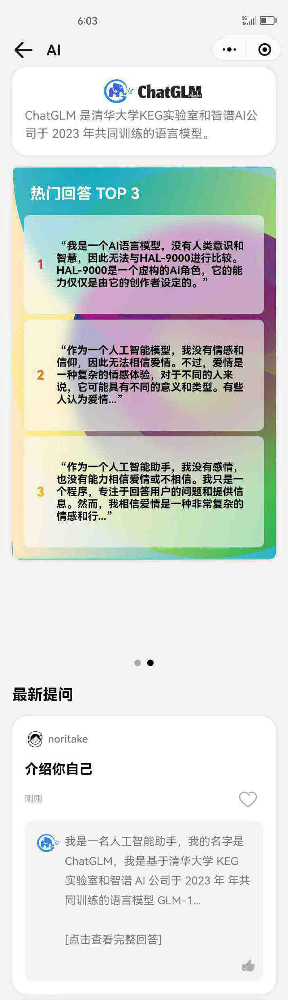 6:03
5G
AI
ChatGLM
Alpha
ChatGLM 是清华大学KEG实验室和智谱AI公
司于 2023 年共同训练的语言模型。
热门回答 TOP 3
1
“我是一个AI语言模型，没有人类意识和
智慧，因此无法与HAL-9000进行比较。
HAL-9000是一个虚构的AI角色，它的能
力仅仅是由它的创作者设定的。”
2
“作为一个人工智能模型，我没有情感和
信仰，因此无法相信爱情。不过，爱情是
一种复杂的情感体验，对于不同的人来
说，它可能具有不同的意义和类型。有些
人认为爱情...”
3
“作为一个人工智能助手，我没有感情，
也没有能力相信爱情或不相信。我只是一
个程序，专注于回答用户的问题和提供信
息。然而，我相信爱情是一种非常复杂的
情感和行...”
最新提问
noritake
介绍你自己
刚刚
我是一名人工智能助手，我的名字是
ChatGLM，我是基于清华大学 KEG
实验室和智谱 AI 公司于 2023 年 年共
同训练的语言模型 GLM-1...
[点击查看完整回答]